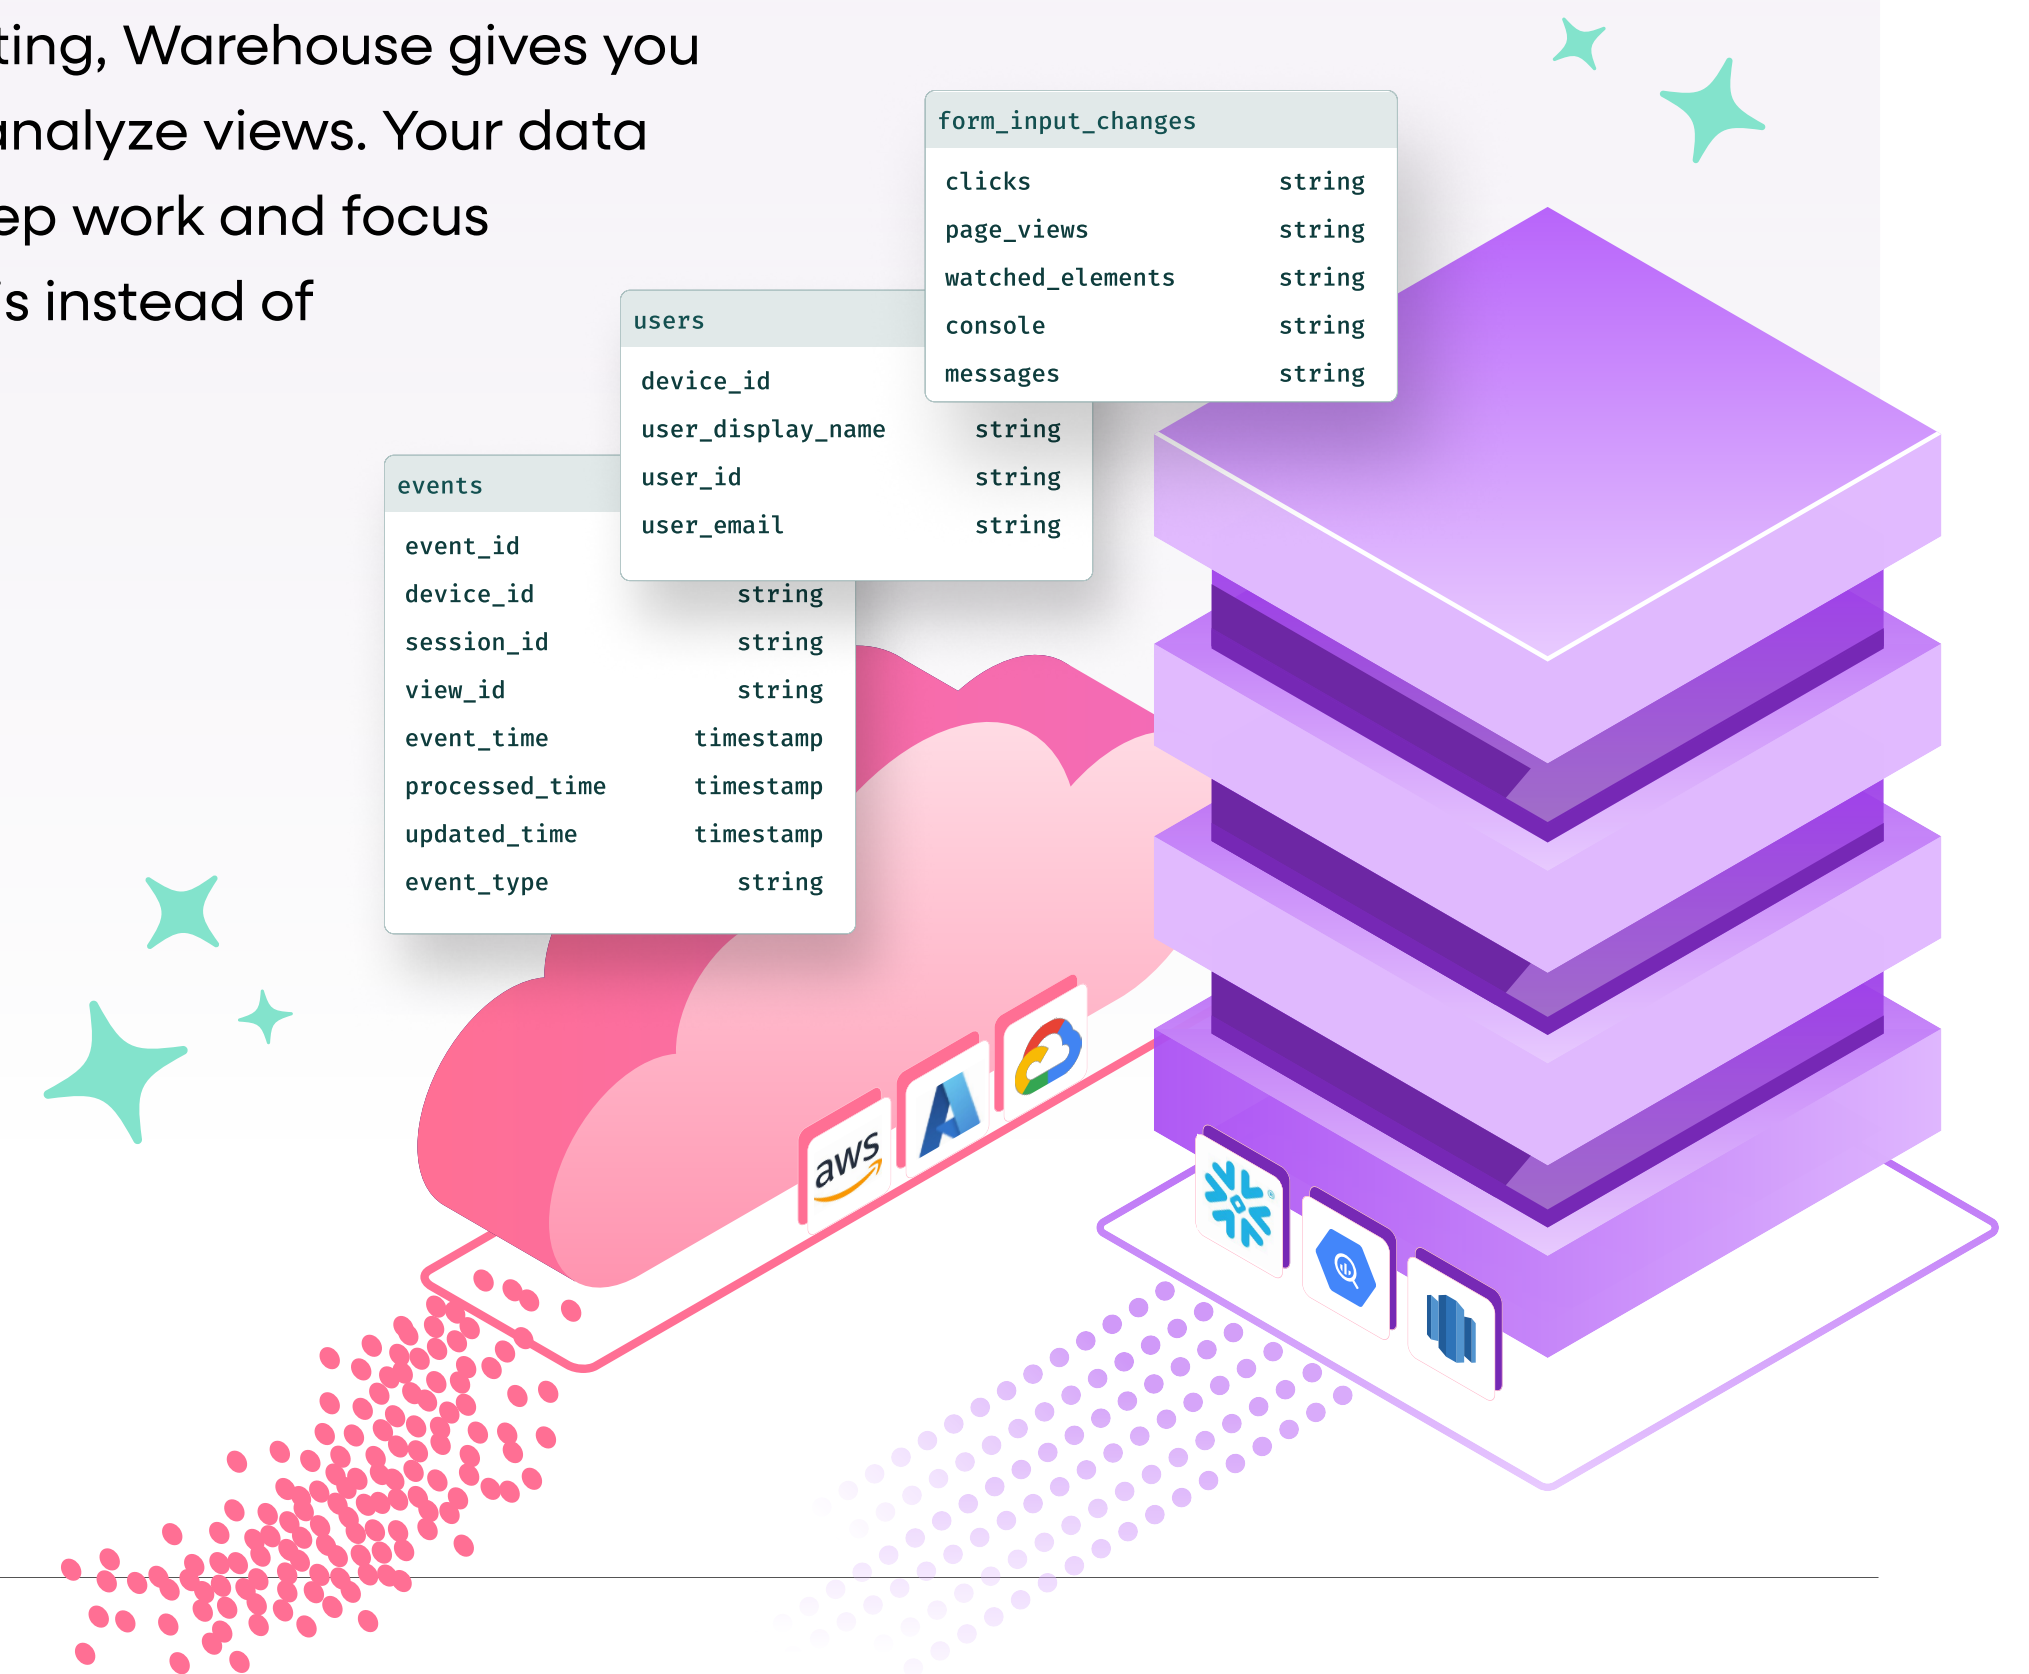 ting, Warehouse gives you
analyze views. Your data
ep work and focus
is instead of
form_input_changes
clicks string
page_views string
watched_elements string
console string
messages string
users
device_id
user_display_name string
user_id string
user_email string
events
event_id
device_id string
session_id string
view_id string
event_time timestamp
processed_time timestamp
updated_time timestamp
event_type string
aws